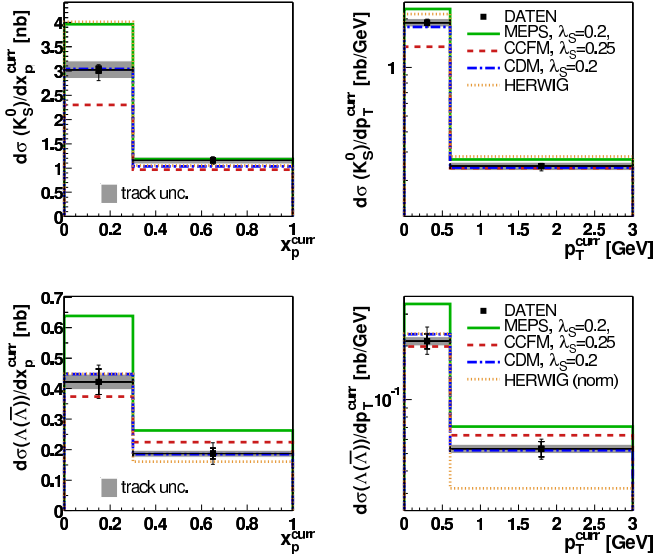 dσ(K_S^0)/dx_p^curr [nb]
4
3.5
3
2.5
2
1.5
1
0.5
0
track unc.
0 0.2 0.4 0.6 0.8 1
x_p^curr
dσ(K_S^0)/dp_T^curr [nb/GeV]
1
DATEN
MEPS, λ_S=0.2,
CCFM, λ_S=0.25
CDM, λ_S=0.2
HERWIG
0 0.5 1 1.5 2 2.5 3
p_T^curr [GeV]
dσ(Λ(Λ̅))/dx_p^curr [nb]
0.7
0.6
0.5
0.4
0.3
0.2
0.1
0
track unc.
0 0.2 0.4 0.6 0.8 1
x_p^curr
dσ(Λ(Λ̅))/dp_T^curr [nb/GeV]
10^-1
DATEN
MEPS, λ_S=0.2,
CCFM, λ_S=0.25
CDM, λ_S=0.2
HERWIG (norm)
0 0.5 1 1.5 2 2.5 3
p_T^curr [GeV]